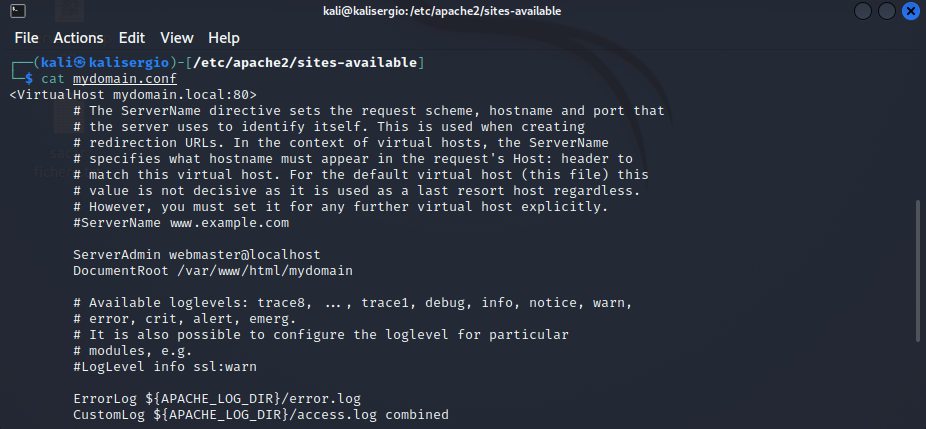 kali@kalisergio:/etc/apache2/sites-available
File Actions Edit View Help
┌──(kali㉿kalisergio)-[/etc/apache2/sites-available]
└─$ cat mydomain.conf
<VirtualHost mydomain.local:80>
        # The ServerName directive sets the request scheme, hostname and port that
        # the server uses to identify itself. This is used when creating
        # redirection URLs. In the context of virtual hosts, the ServerName
        # specifies what hostname must appear in the request's Host: header to
        # match this virtual host. For the default virtual host (this file) this
        # value is not decisive as it is used as a last resort host regardless.
        # However, you must set it for any further virtual host explicitly.
        #ServerName www.example.com

        ServerAdmin webmaster@localhost
        DocumentRoot /var/www/html/mydomain

        # Available loglevels: trace8, ..., trace1, debug, info, notice, warn,
        # error, crit, alert, emerg.
        # It is also possible to configure the loglevel for particular
        # modules, e.g.
        #LogLevel info ssl:warn

        ErrorLog ${APACHE_LOG_DIR}/error.log
        CustomLog ${APACHE_LOG_DIR}/access.log combined